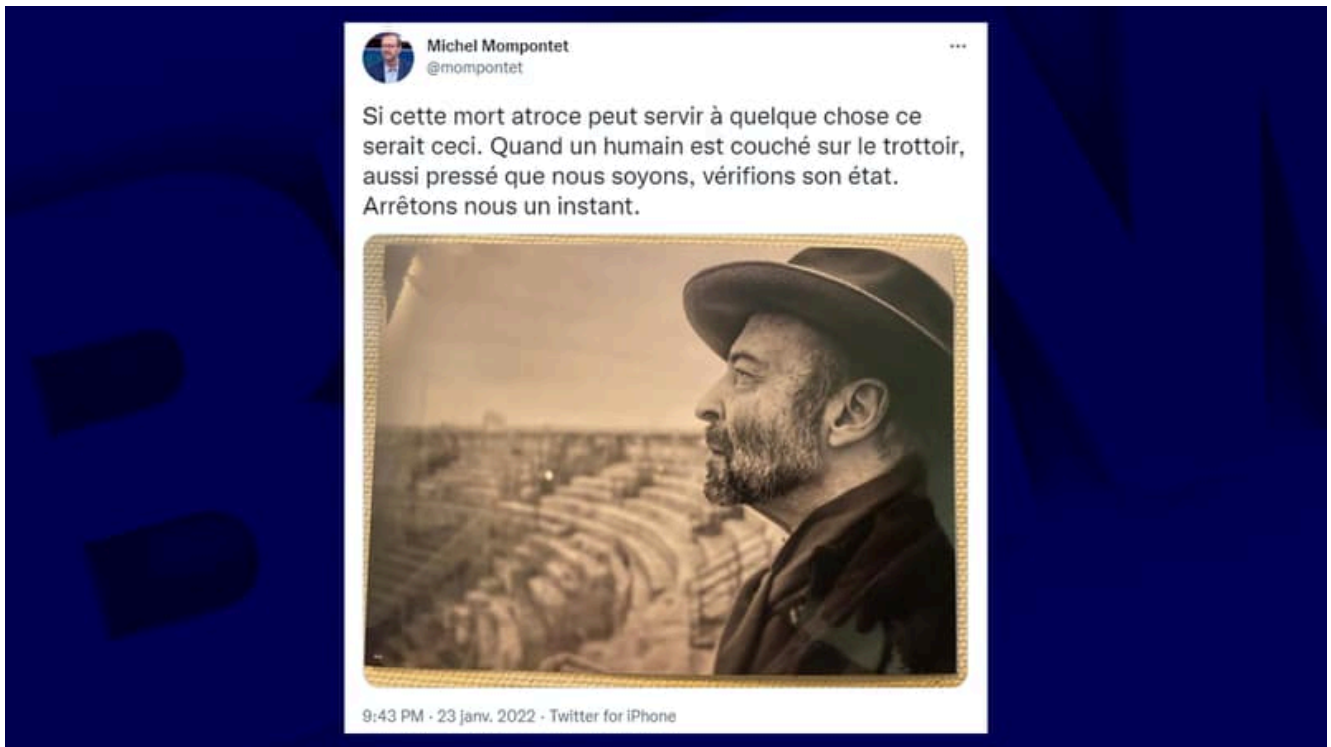 Michel Mompontet
@mompontet
Si cette mort atroce peut servir à quelque chose ce
serait ceci. Quand un humain est couché sur le trottoir,
aussi pressé que nous soyons, vérifions son état.
Arrêtons nous un instant.
9:43 PM · 23 janv. 2022 · Twitter for iPhone